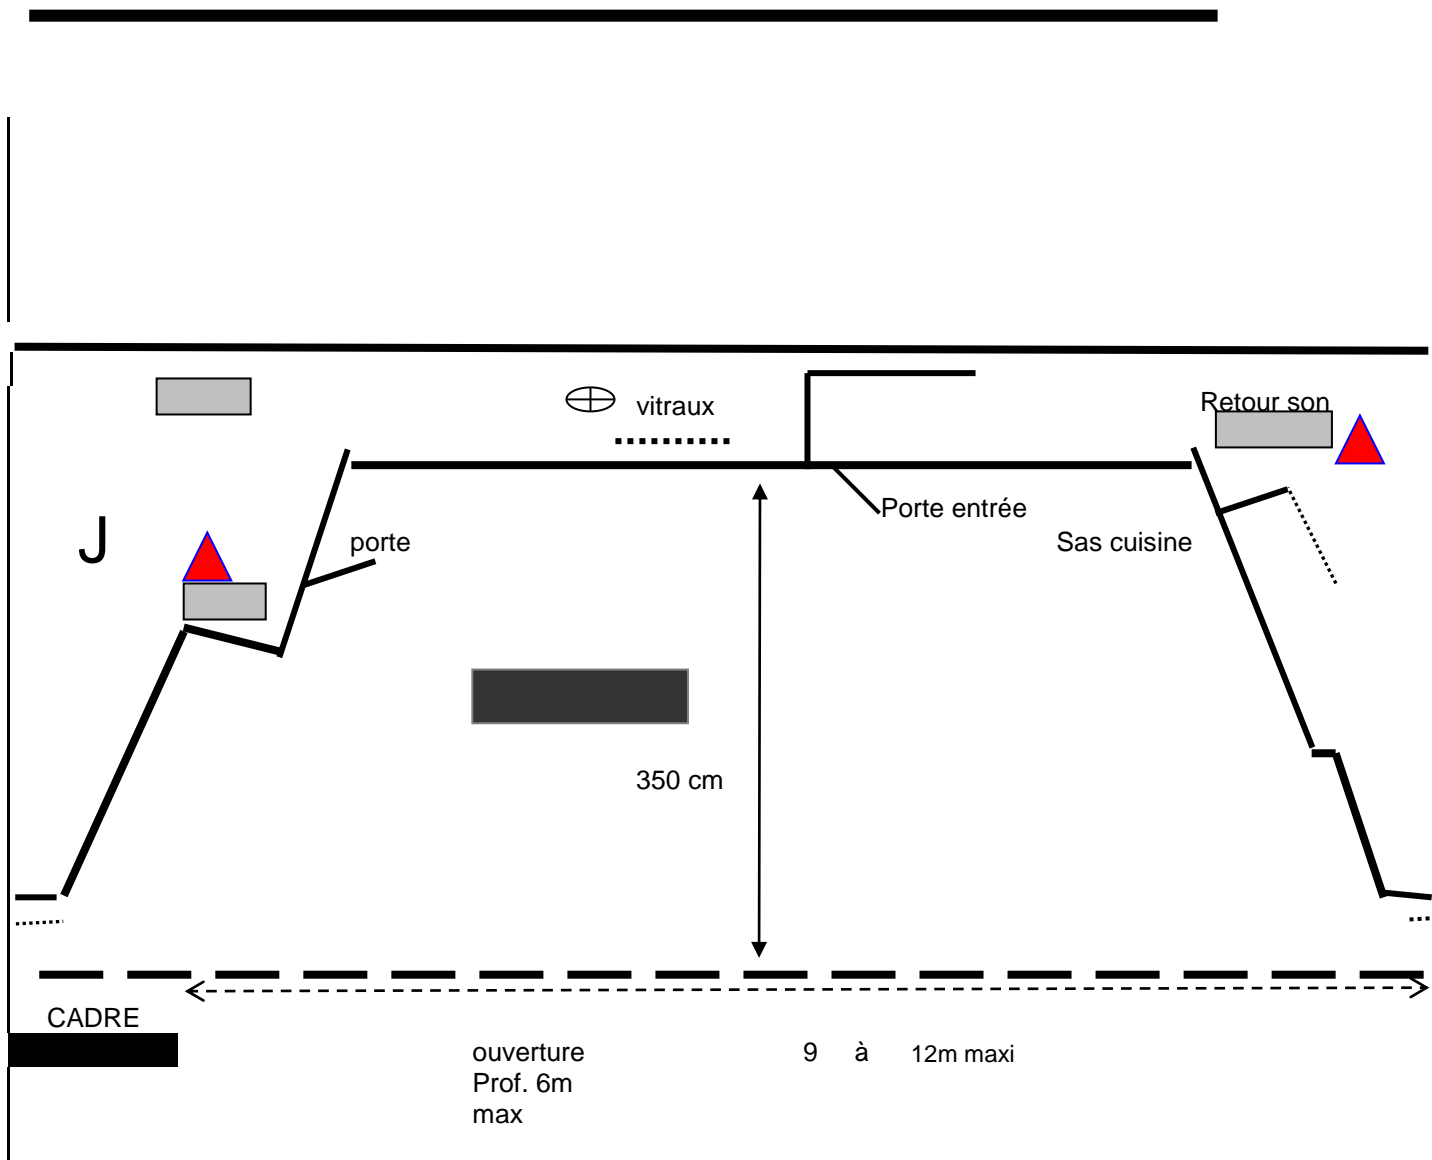 vitraux
Retour son
Porte entrée
J
porte
Sas cuisine
350 cm
CADRE
ouverture 9 à 12m maxi
Prof. 6m
max